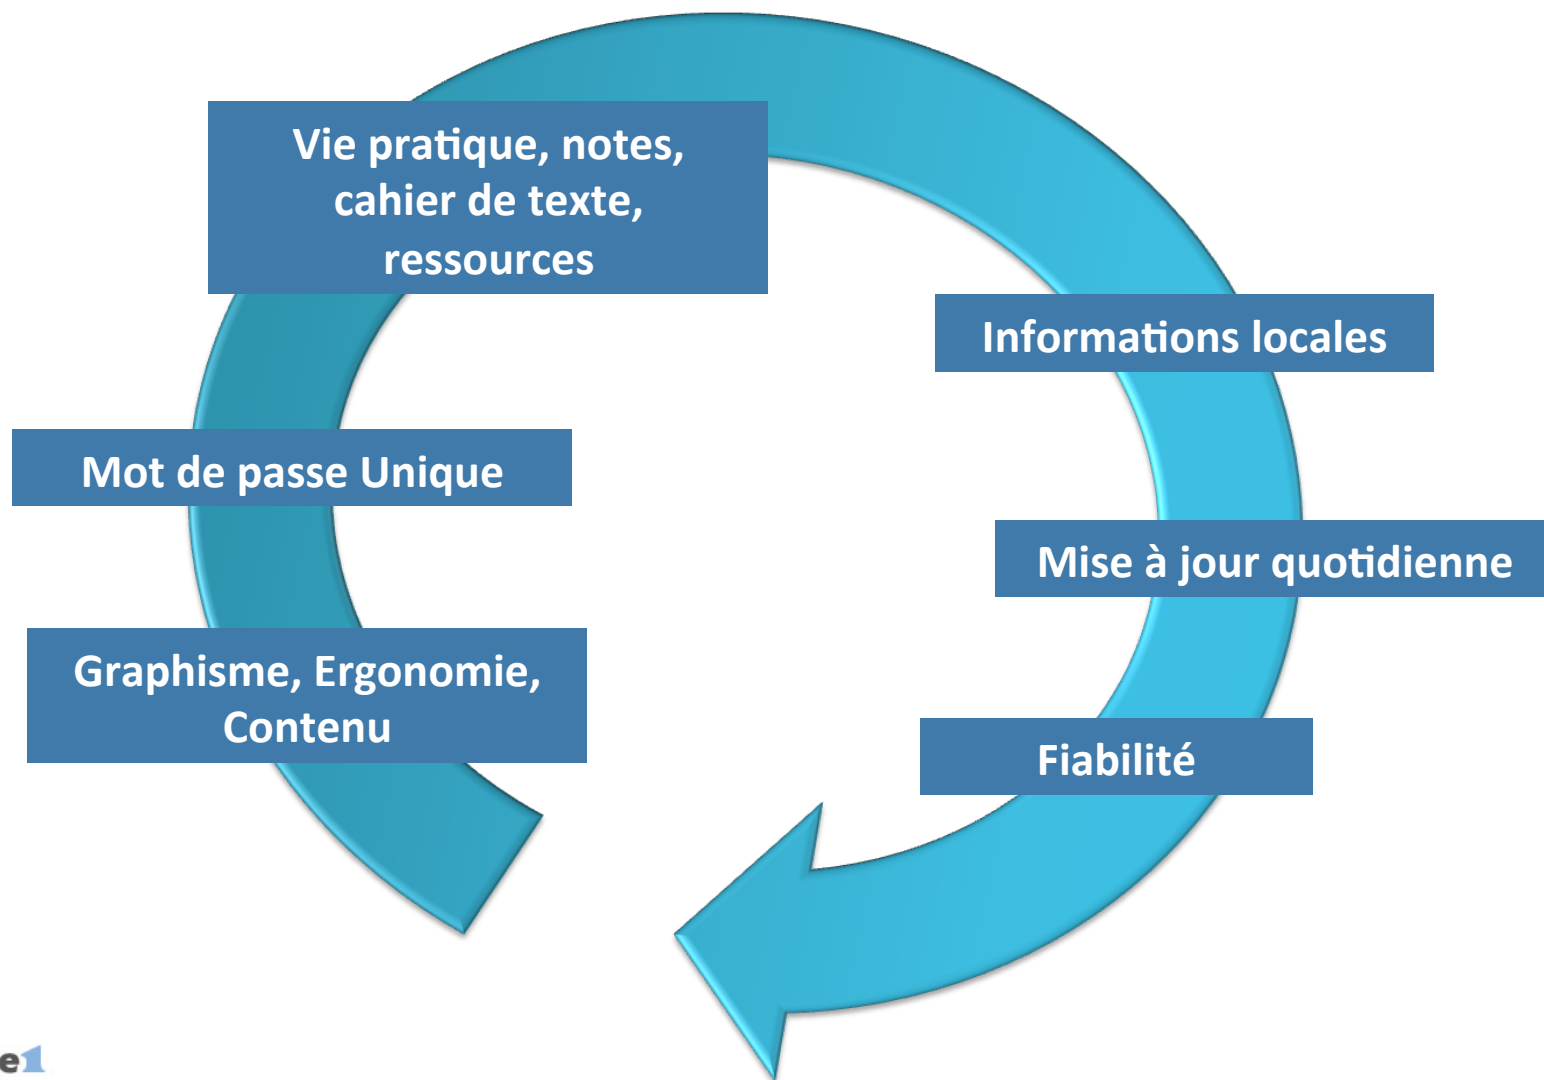 Vie pratique, notes,
cahier de texte,
ressources
Informations locales
Mot de passe Unique
Mise à jour quotidienne
Graphisme, Ergonomie,
Contenu
Fiabilité
e1